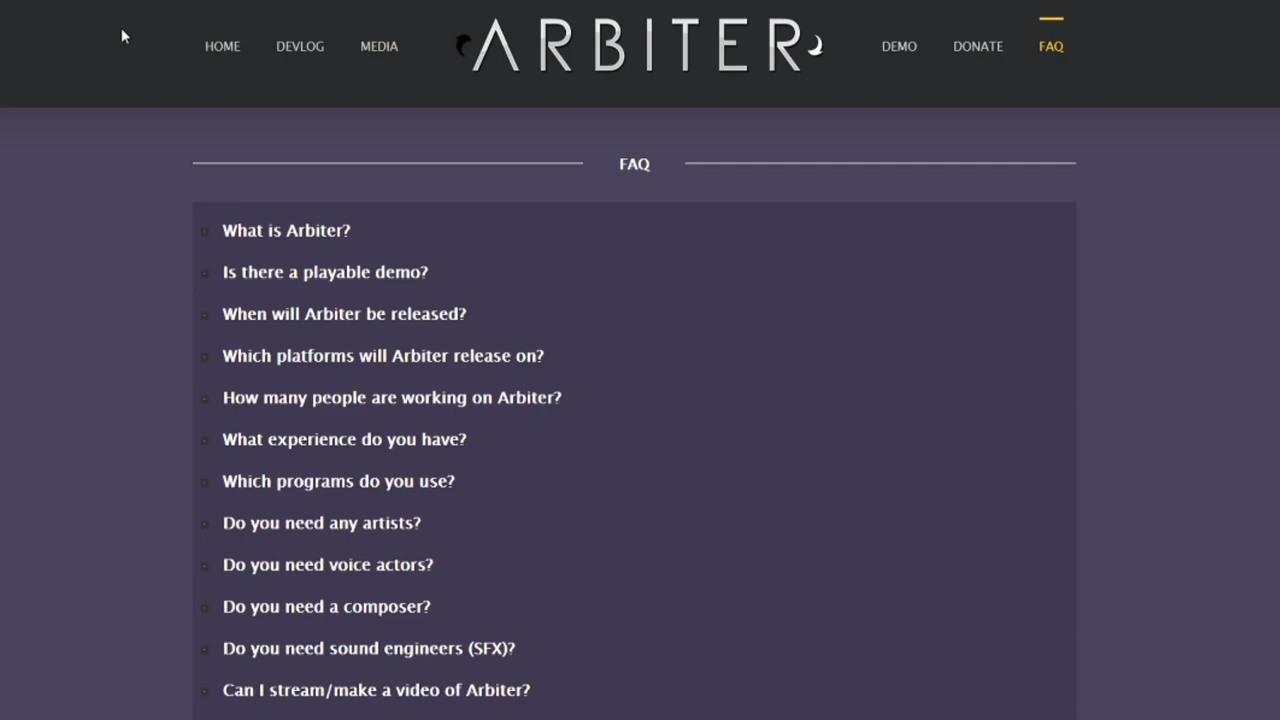 HOME DEVLOG MEDIA ARBITER DEMO DONATE FAQ
FAQ
What is Arbiter?
Is there a playable demo?
When will Arbiter be released?
Which platforms will Arbiter release on?
How many people are working on Arbiter?
What experience do you have?
Which programs do you use?
Do you need any artists?
Do you need voice actors?
Do you need a composer?
Do you need sound engineers (SFX)?
Can I stream/make a video of Arbiter?